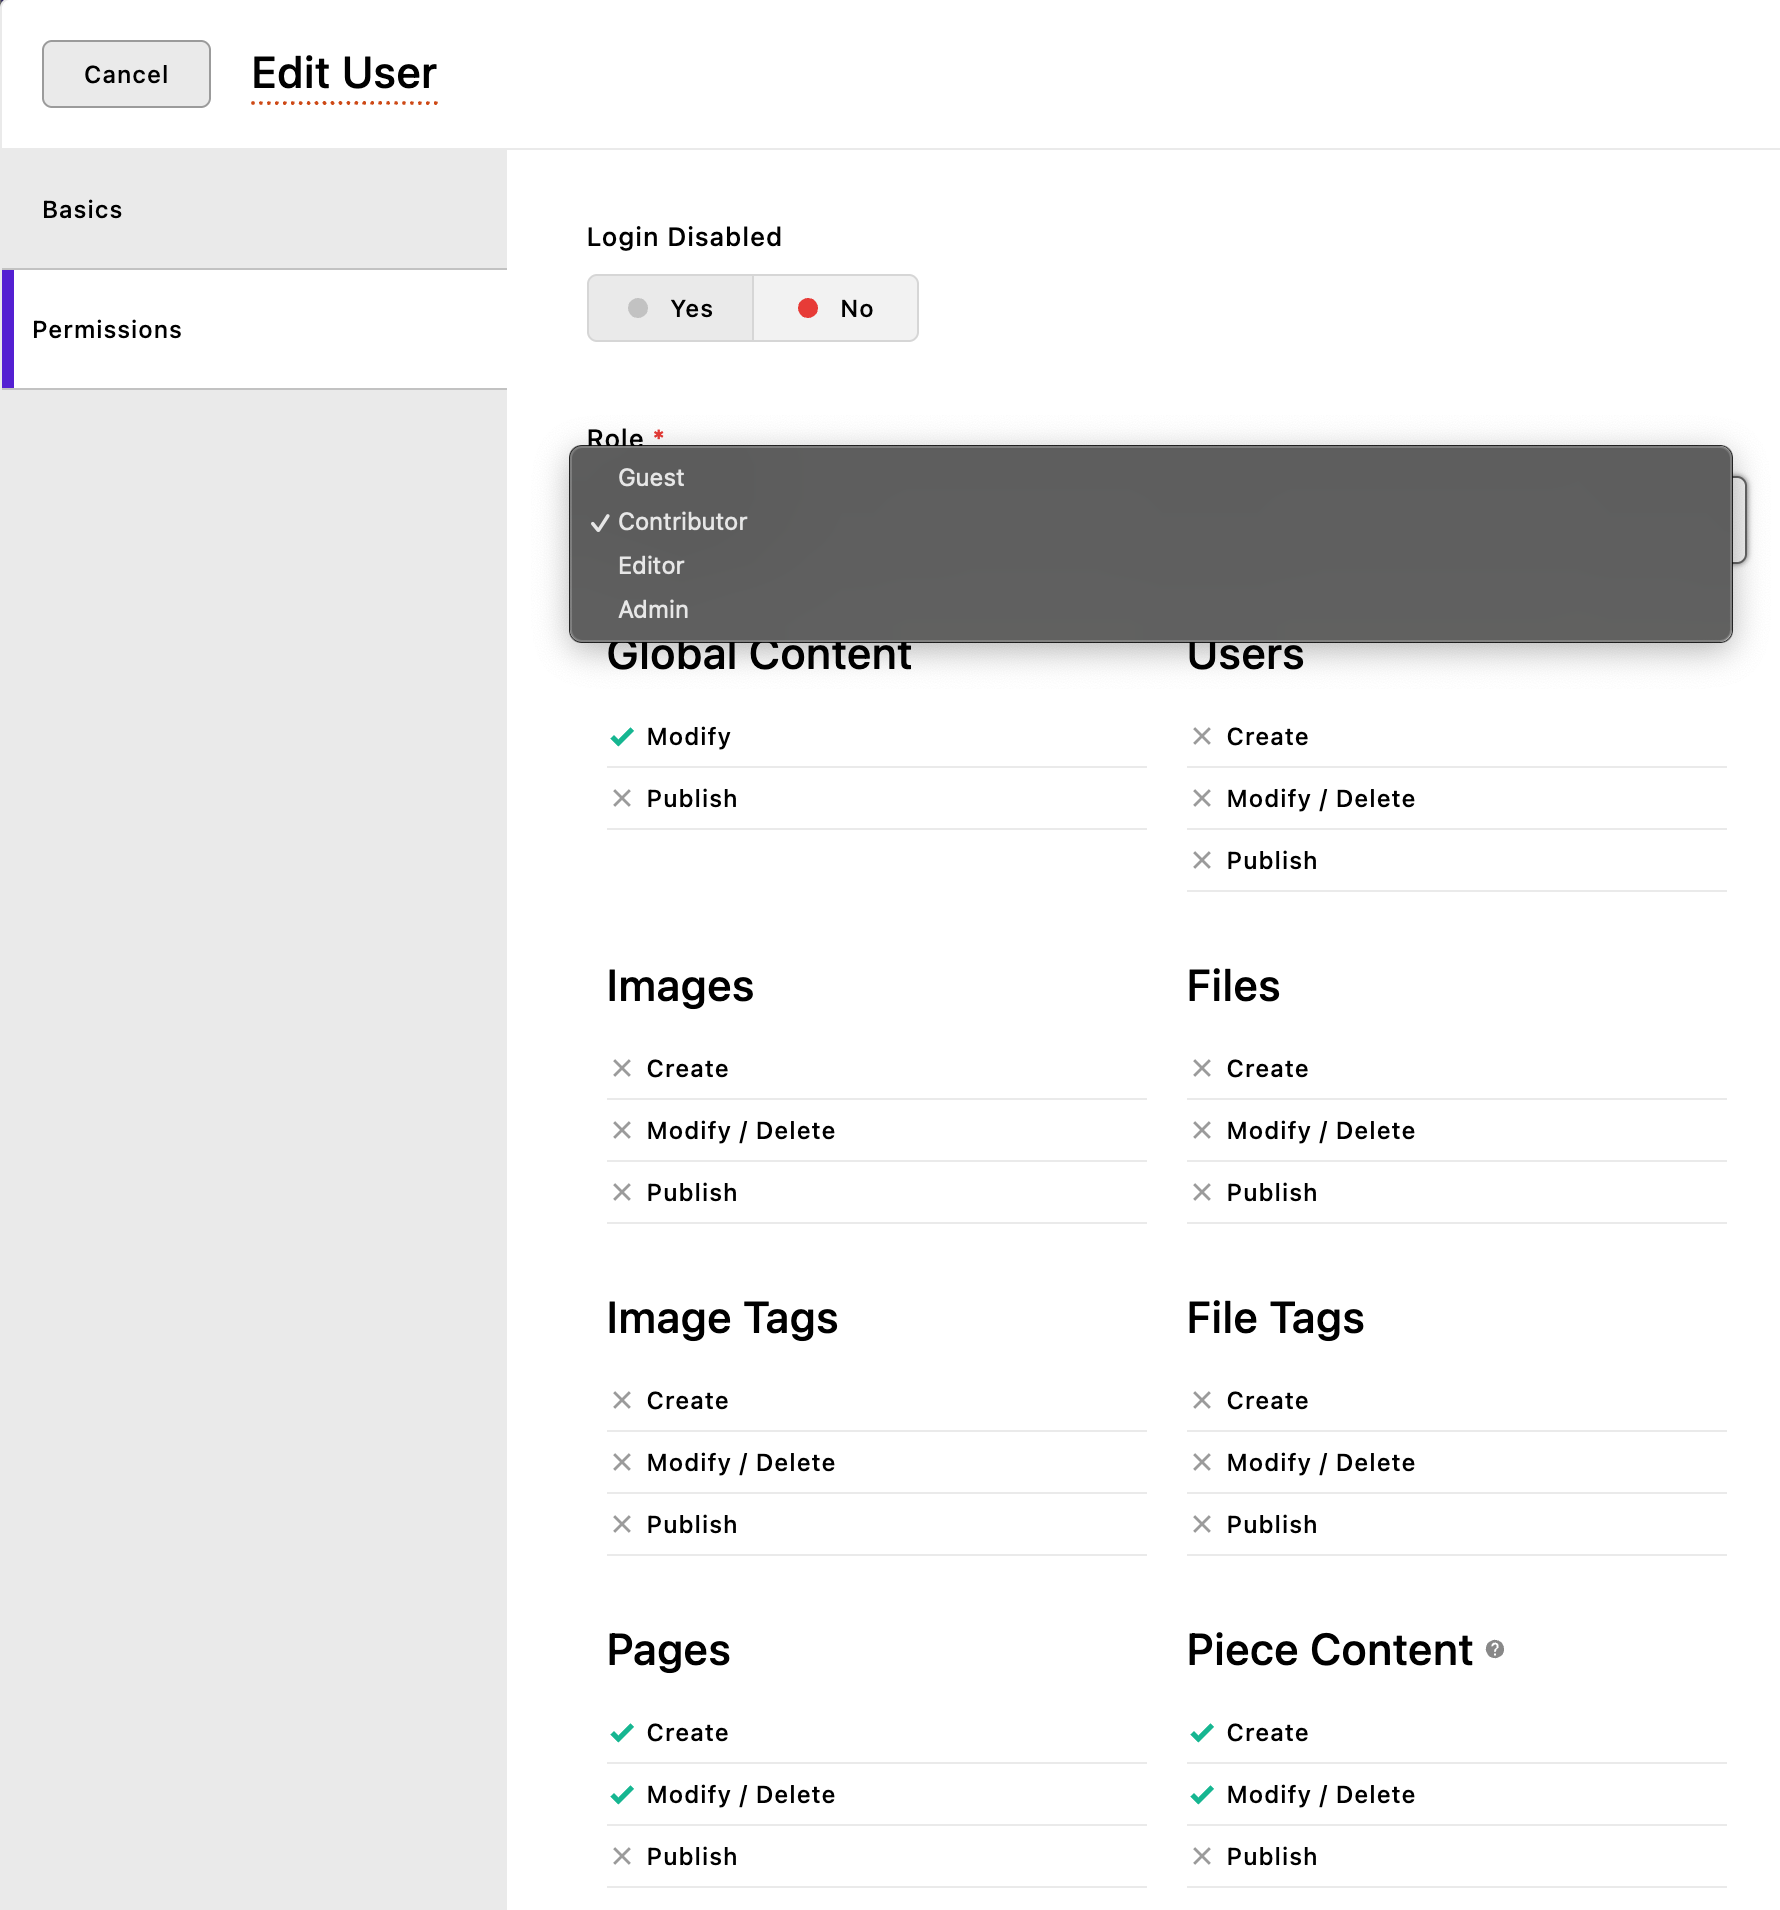 Cancel
Edit User
Basics
Permissions
Login Disabled
Yes
No
Role *
Guest
Contributor
Editor
Admin
Global Content
Modify
Publish
Users
Create
Modify / Delete
Publish
Images
Create
Modify / Delete
Publish
Files
Create
Modify / Delete
Publish
Image Tags
Create
Modify / Delete
Publish
File Tags
Create
Modify / Delete
Publish
Pages
Create
Modify / Delete
Publish
Piece Content ?
Create
Modify / Delete
Publish